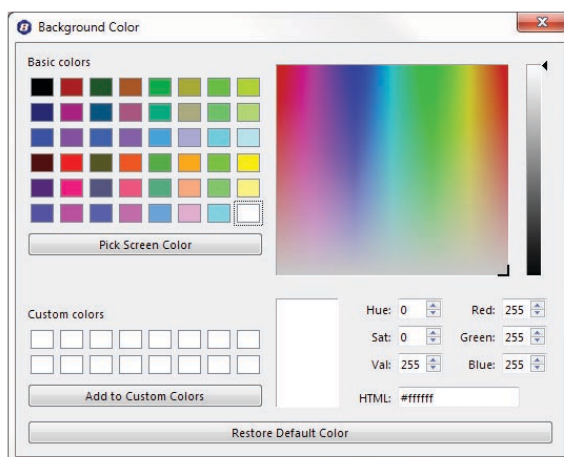 Background Color
Basic colors
Pick Screen Color
Custom colors
Hue: 0 Red: 255
Sat: 0 Green: 255
Val: 255 Blue: 255
Add to Custom Colors HTML: #ffffff
Restore Default Color